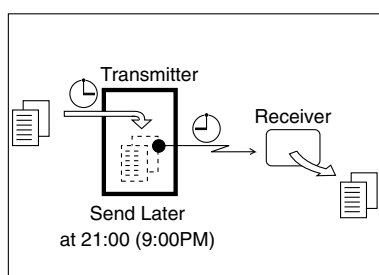 Transmitter
Receiver
Send Later
at 21:00 (9:00PM)